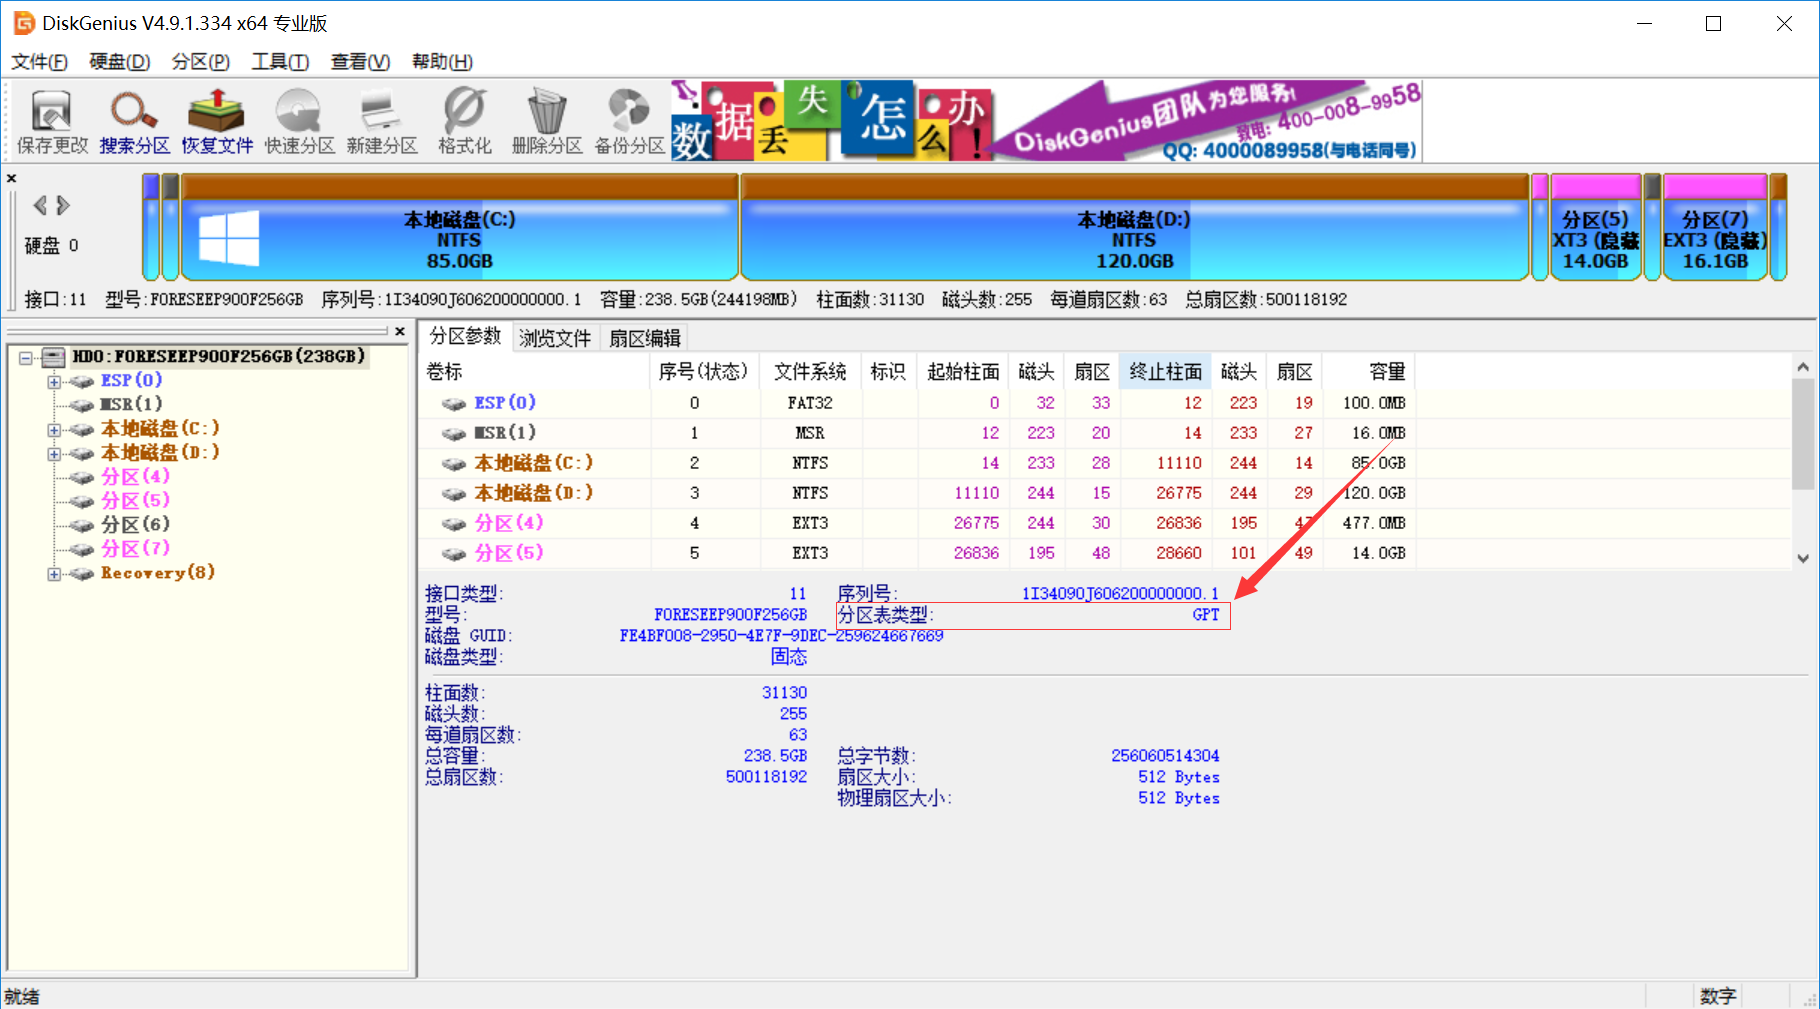 DiskGenius V4.9.1.334 x64 专业版
文件(F) 硬盘(D) 分区(P) 工具(T) 查看(V) 帮助(H)
保存更改 搜索分区 恢复文件 快速分区 新建分区 格式化 删除分区 备份分区
数据丢失怎么办!
DiskGenius团队为您服务!
致电: 400-008-9958
QQ: 4000089958(与电话同号)
硬盘 0
本地磁盘(C:)
NTFS
85.0GB
本地磁盘(D:)
NTFS
120.0GB
分区(5)
XT3 (隐藏
14.0GB
分区(7)
EXT3 (隐藏)
16.1GB
接口:11 型号:FORESEEP900F256GB 序列号:1I34090J606200000000.1 容量:238.5GB(244198MB) 柱面数:31130 磁头数:255 每道扇区数:63 总扇区数:500118192
HD0:FORESEEP900F256GB(238GB)
ESP(0)
MSR(1)
本地磁盘(C:)
本地磁盘(D:)
分区(4)
分区(5)
分区(6)
分区(7)
Recovery(8)
分区参数 浏览文件 扇区编辑
卷标 序号(状态) 文件系统 标识 起始柱面 磁头 扇区 终止柱面 磁头 扇区 容量
ESP(0) 0 FAT32 0 32 33 12 223 19 100.0MB
MSR(1) 1 MSR 12 223 20 14 233 27 16.0MB
本地磁盘(C:) 2 NTFS 14 233 28 11110 244 14 85.0GB
本地磁盘(D:) 3 NTFS 11110 244 15 26775 244 29 120.0GB
分区(4) 4 EXT3 26775 244 30 26836 195 47 477.0MB
分区(5) 5 EXT3 26836 195 48 28660 101 49 14.0GB
接口类型: 11 序列号: 1I34090J606200000000.1
型号: FORESEEP900F256GB 分区表类型: GPT
磁盘 GUID: FE4BF008-2950-4E7F-9DEC-259624667669
磁盘类型: 固态
柱面数: 31130
磁头数: 255
每道扇区数: 63
总容量: 238.5GB 总字节数: 256060514304
总扇区数: 500118192 扇区大小: 512 Bytes
物理扇区大小: 512 Bytes
就绪 数字